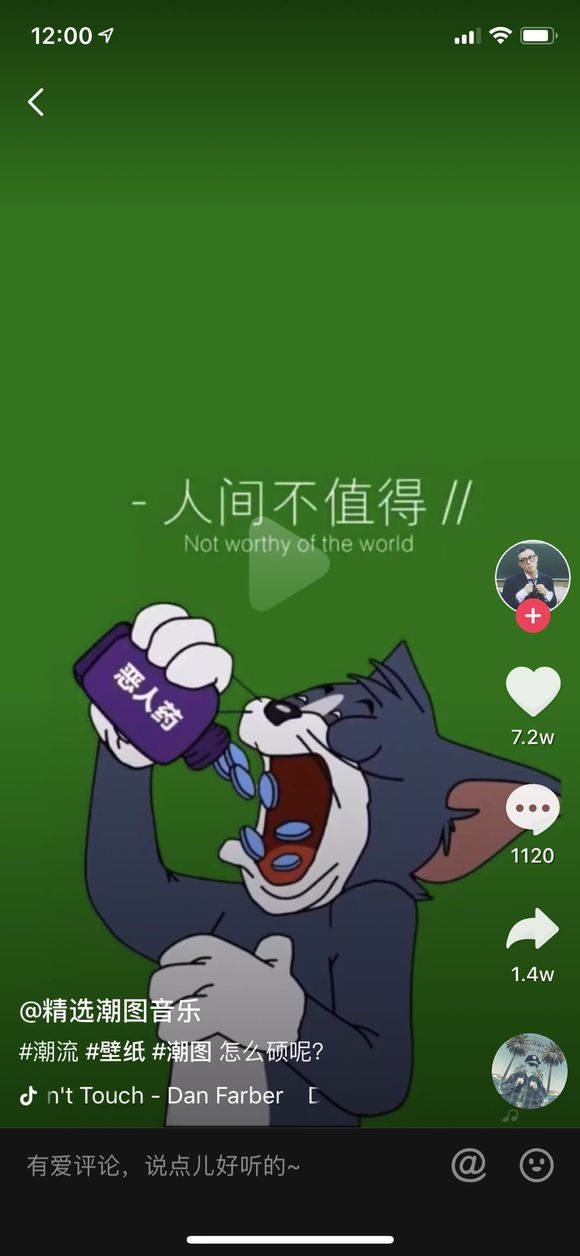 12:00
- 人间不值得 //
Not worthy of the world
恶人药
7.2w
1120
1.4w
@精选潮图音乐
#潮流 #壁纸 #潮图 怎么硕呢？
n't Touch - Dan Farber
有爱评论，说点儿好听的~